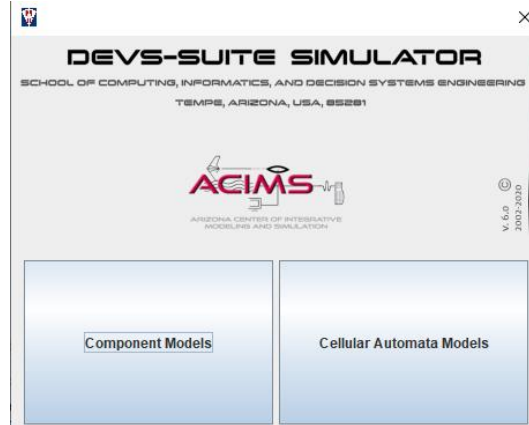 DEVS-SUITE SIMULATOR
SCHOOL OF COMPUTING, INFORMATICS, AND DECISION SYSTEMS ENGINEERING
TEMPE, ARIZONA, USA, 85281
ACIMS
ARIZONA CENTER OF INTEGRATIVE
MODELING AND SIMULATION
V. 6.0 ©
2002-2020
Component Models
Cellular Automata Models